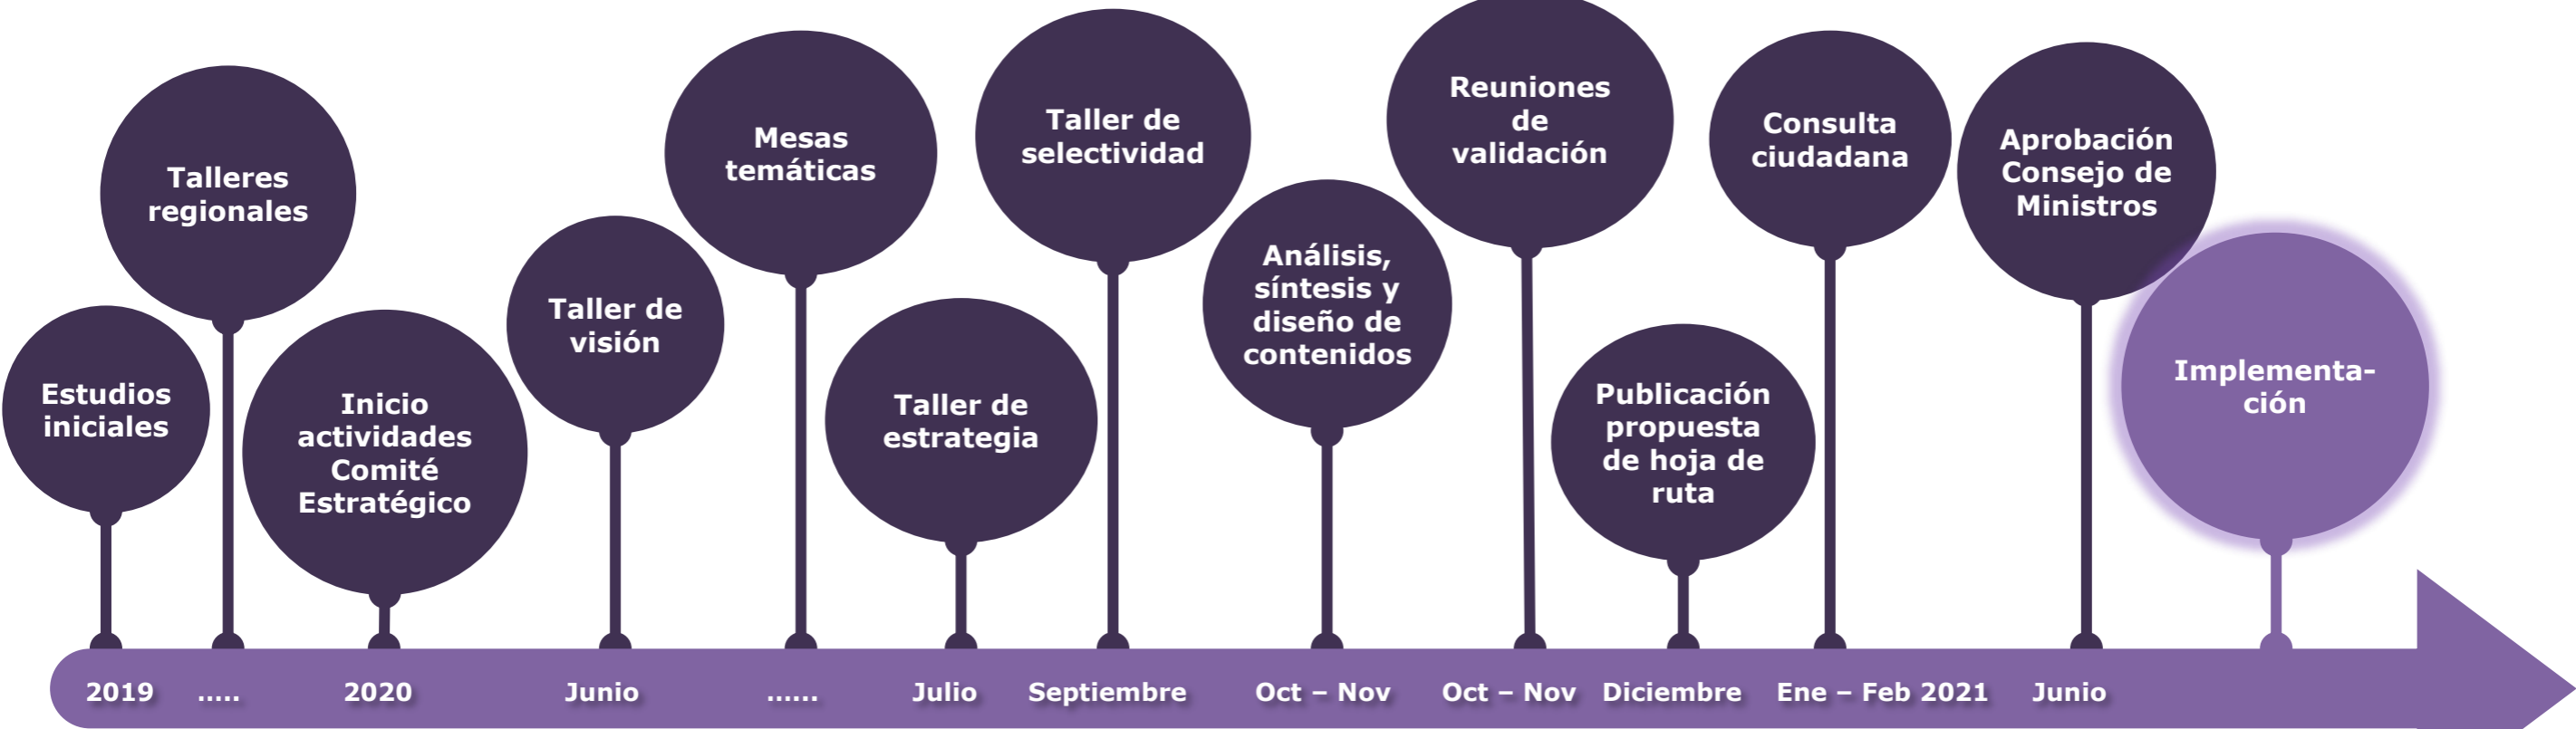 Estudios
iniciales
Talleres
regionales
Inicio
actividades
Comité
Estratégico
Taller de
visión
Mesas
temáticas
Taller de
estrategia
Taller de
selectividad
Análisis,
síntesis y
diseño de
contenidos
Reuniones
de
validación
Publicación
propuesta
de hoja de
ruta
Consulta
ciudadana
Aprobación
Consejo de
Ministros
Implementa-
ción
2019 ..... 2020 Junio ...... Julio Septiembre Oct – Nov Oct – Nov Diciembre Ene – Feb 2021 Junio